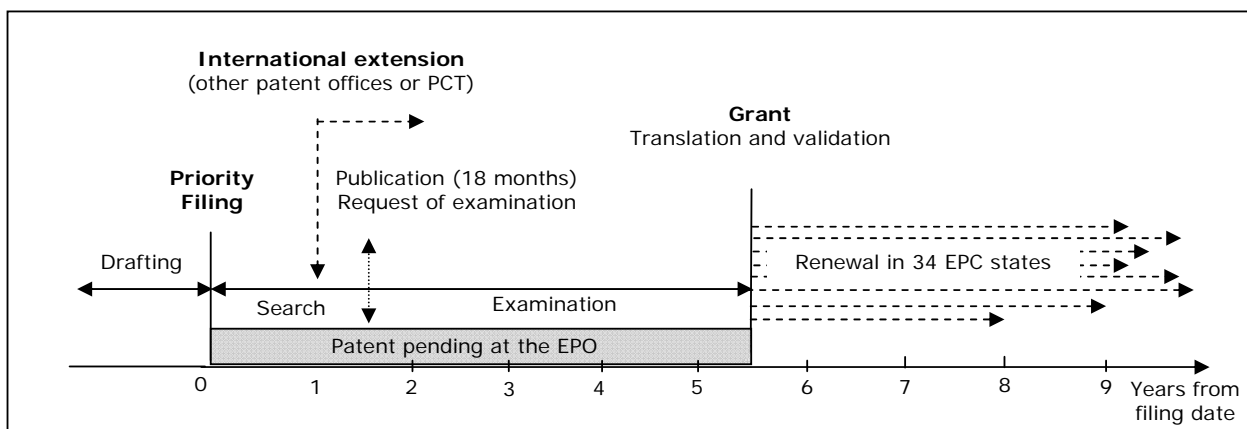 International extension
(other patent offices or PCT)
Grant
Translation and validation
Priority
Filing
Publication (18 months)
Request of examination
Drafting
Renewal in 34 EPC states
Search
Examination
Patent pending at the EPO
0 1 2 3 4 5 6 7 8 9
Years from
filing date